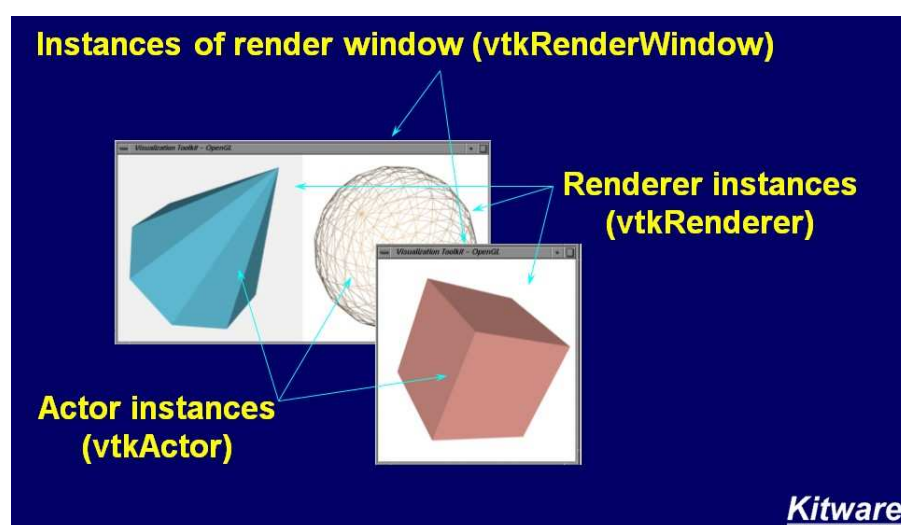 Instances of render window (vtkRenderWindow)
Visualization Toolkit - OpenGL
Renderer instances
(vtkRenderer)
Visualization Toolkit - OpenGL
Actor instances
(vtkActor)
Kitware